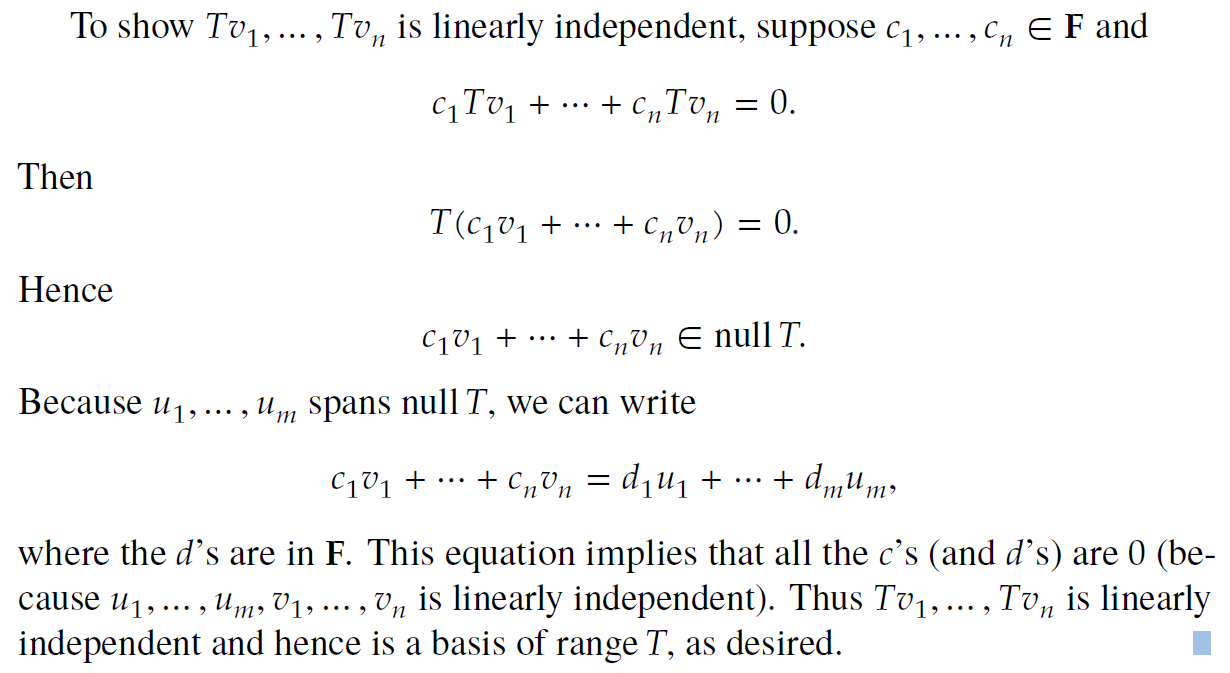 To show Tv₁, … , Tvₙ is linearly independent, suppose c₁, … , cₙ ∈ F and
c₁Tv₁ + ⋯ + cₙTvₙ = 0.
Then
T(c₁v₁ + ⋯ + cₙvₙ) = 0.
Hence
c₁v₁ + ⋯ + cₙvₙ ∈ null T.
Because u₁, … , uₘ spans null T, we can write
c₁v₁ + ⋯ + cₙvₙ = d₁u₁ + ⋯ + dₘuₘ,
where the d’s are in F. This equation implies that all the c’s (and d’s) are 0 (be-
cause u₁, … , uₘ, v₁, … , vₙ is linearly independent). Thus Tv₁, … , Tvₙ is linearly
independent and hence is a basis of range T, as desired.